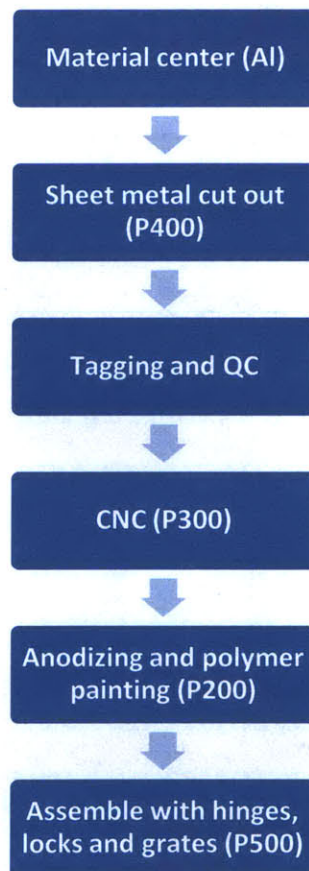 Material center (Al)
Sheet metal cut out
(P400)
Tagging and QC
CNC (P300)
Anodizing and polymer
painting (P200)
Assemble with hinges,
locks and grates (P500)